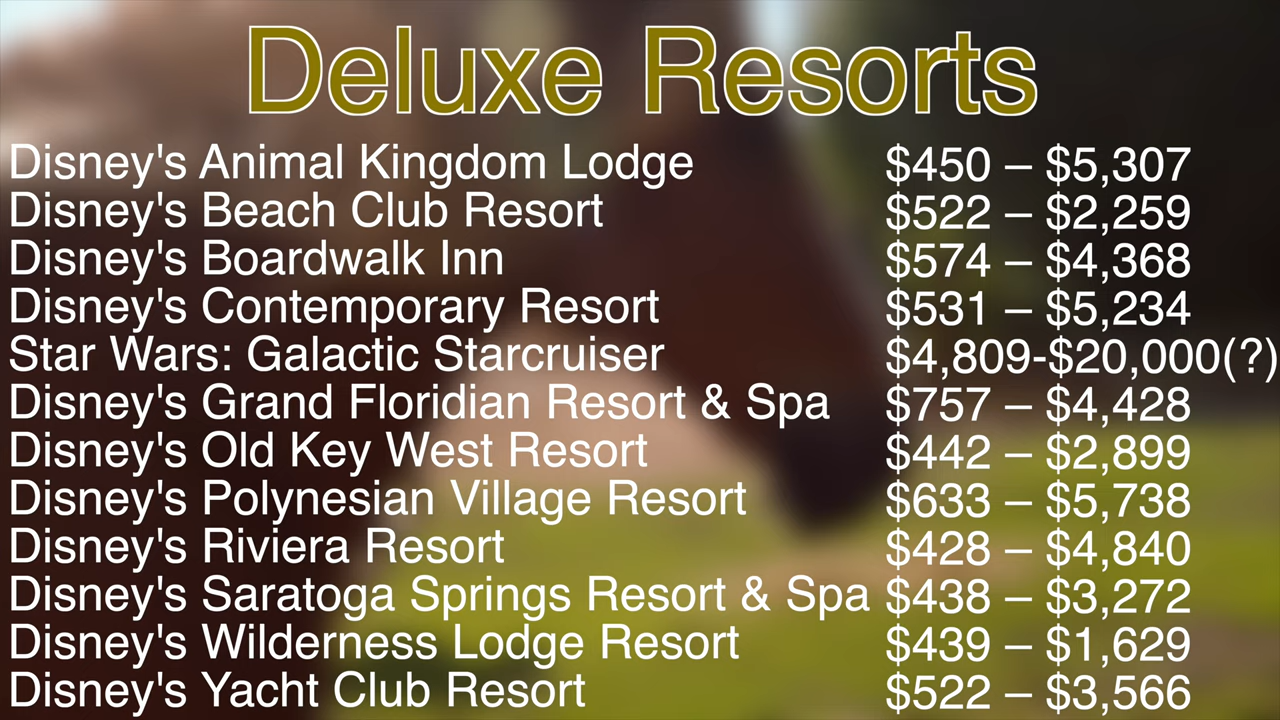 Deluxe Resorts
Disney's Animal Kingdom Lodge $450 – $5,307
Disney's Beach Club Resort $522 – $2,259
Disney's Boardwalk Inn $574 – $4,368
Disney's Contemporary Resort $531 – $5,234
Star Wars: Galactic Starcruiser $4,809-$20,000(?)
Disney's Grand Floridian Resort & Spa $757 – $4,428
Disney's Old Key West Resort $442 – $2,899
Disney's Polynesian Village Resort $633 – $5,738
Disney's Riviera Resort $428 – $4,840
Disney's Saratoga Springs Resort & Spa $438 – $3,272
Disney's Wilderness Lodge Resort $439 – $1,629
Disney's Yacht Club Resort $522 – $3,566